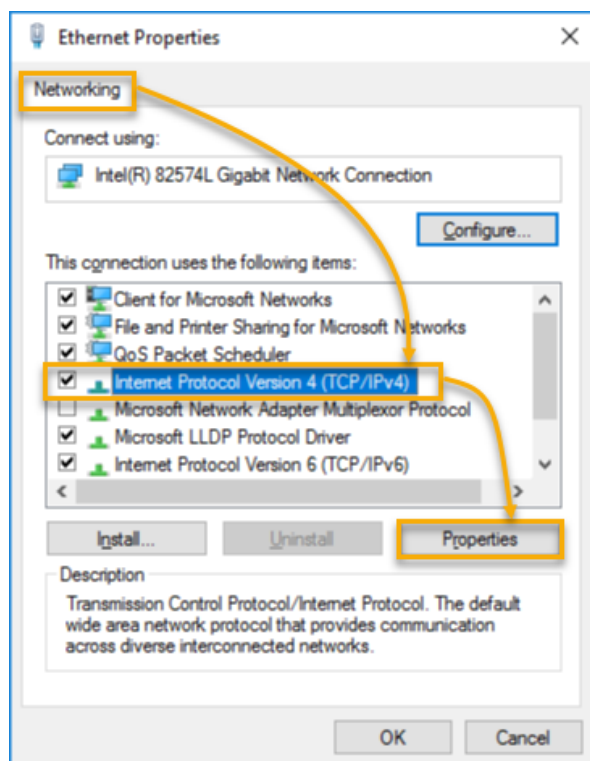 Ethernet Properties
Networking
Connect using:
Intel(R) 82574L Gigabit Network Connection
Configure...
This connection uses the following items:
Client for Microsoft Networks
File and Printer Sharing for Microsoft Networks
QoS Packet Scheduler
Internet Protocol Version 4 (TCP/IPv4)
Microsoft Network Adapter Multiplexor Protocol
Microsoft LLDP Protocol Driver
Internet Protocol Version 6 (TCP/IPv6)
Install...
Uninstall
Properties
Description
Transmission Control Protocol/Internet Protocol. The default
wide area network protocol that provides communication
across diverse interconnected networks.
OK
Cancel